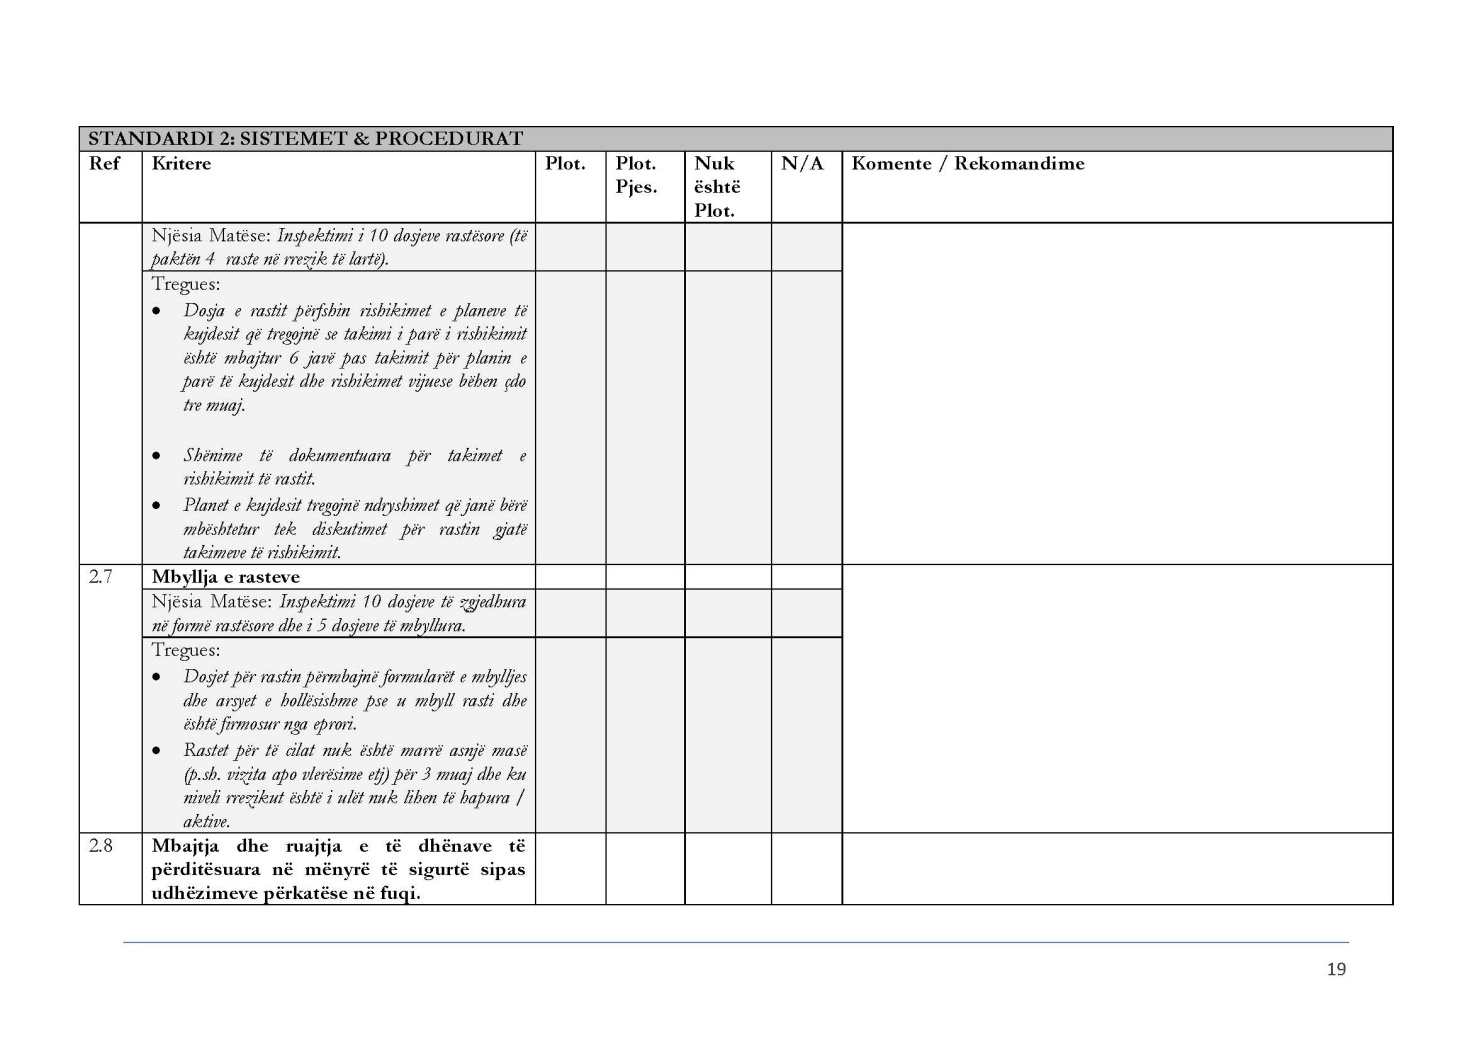 STANDARDI 2: SISTEMET & PROCEDURAT
Ref Kritere Plot. Plot. Pjes. Nuk është Plot. N/A Komente / Rekomandime
Njësia Matëse: Inspektimi i 10 dosjeve rastësore (të
paktën 4 raste në rrezik të lartë).
Tregues:
• Dosja e rastit përfshin rishikimet e planeve të
kujdesit që tregojnë se takimi i parë i rishikimit
është mbajtur 6 javë pas takimit për planin e
parë të kujdesit dhe rishikimet vijuese bëhen çdo
tre muaj.
• Shënime të dokumentuara për takimet e
rishikimit të rastit.
• Planet e kujdesit tregojnë ndryshimet që janë bërë
mbështetur tek diskutimet për rastin gjatë
takimeve të rishikimit.
2.7 Mbyllja e rasteve
Njësia Matëse: Inspektimi 10 dosjeve të zgjedhura
në formë rastësore dhe i 5 dosjeve të mbyllura.
Tregues:
• Dosjet për rastin përmbajnë formularët e mbylljes
dhe arsyet e hollësishme pse u mbyll rasti dhe
është firmosur nga eprori.
• Rastet për të cilat nuk është marrë asnjë masë
(p.sh. vizita apo vlerësime etj) për 3 muaj dhe ku
niveli rrezikut është i ulët nuk lihen të hapura /
aktive.
2.8 Mbajtja dhe ruajtja e të dhënave të
përditësuara në mënyrë të sigurtë sipas
udhëzimeve përkatëse në fuqi.
19